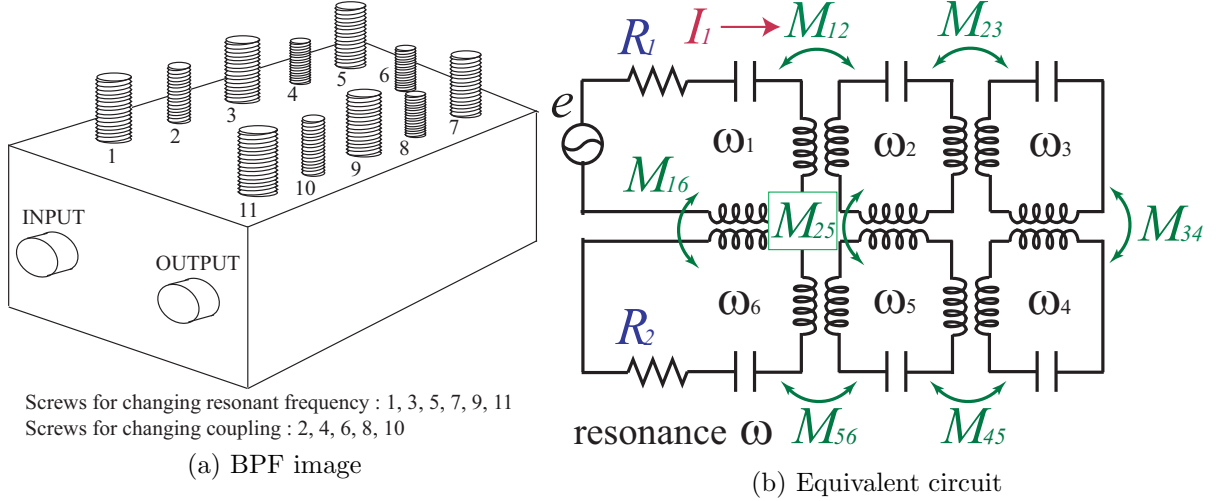 1
2
3
4
5
6
7
8
9
10
11
INPUT
OUTPUT
Screws for changing resonant frequency : 1, 3, 5, 7, 9, 11
Screws for changing coupling : 2, 4, 6, 8, 10
(a) BPF image
I1 M12 M23
R1
e
ω1 ω2 ω3
M16
M25
M34
ω6 ω5 ω4
R2
resonance ω M56 M45
(b) Equivalent circuit